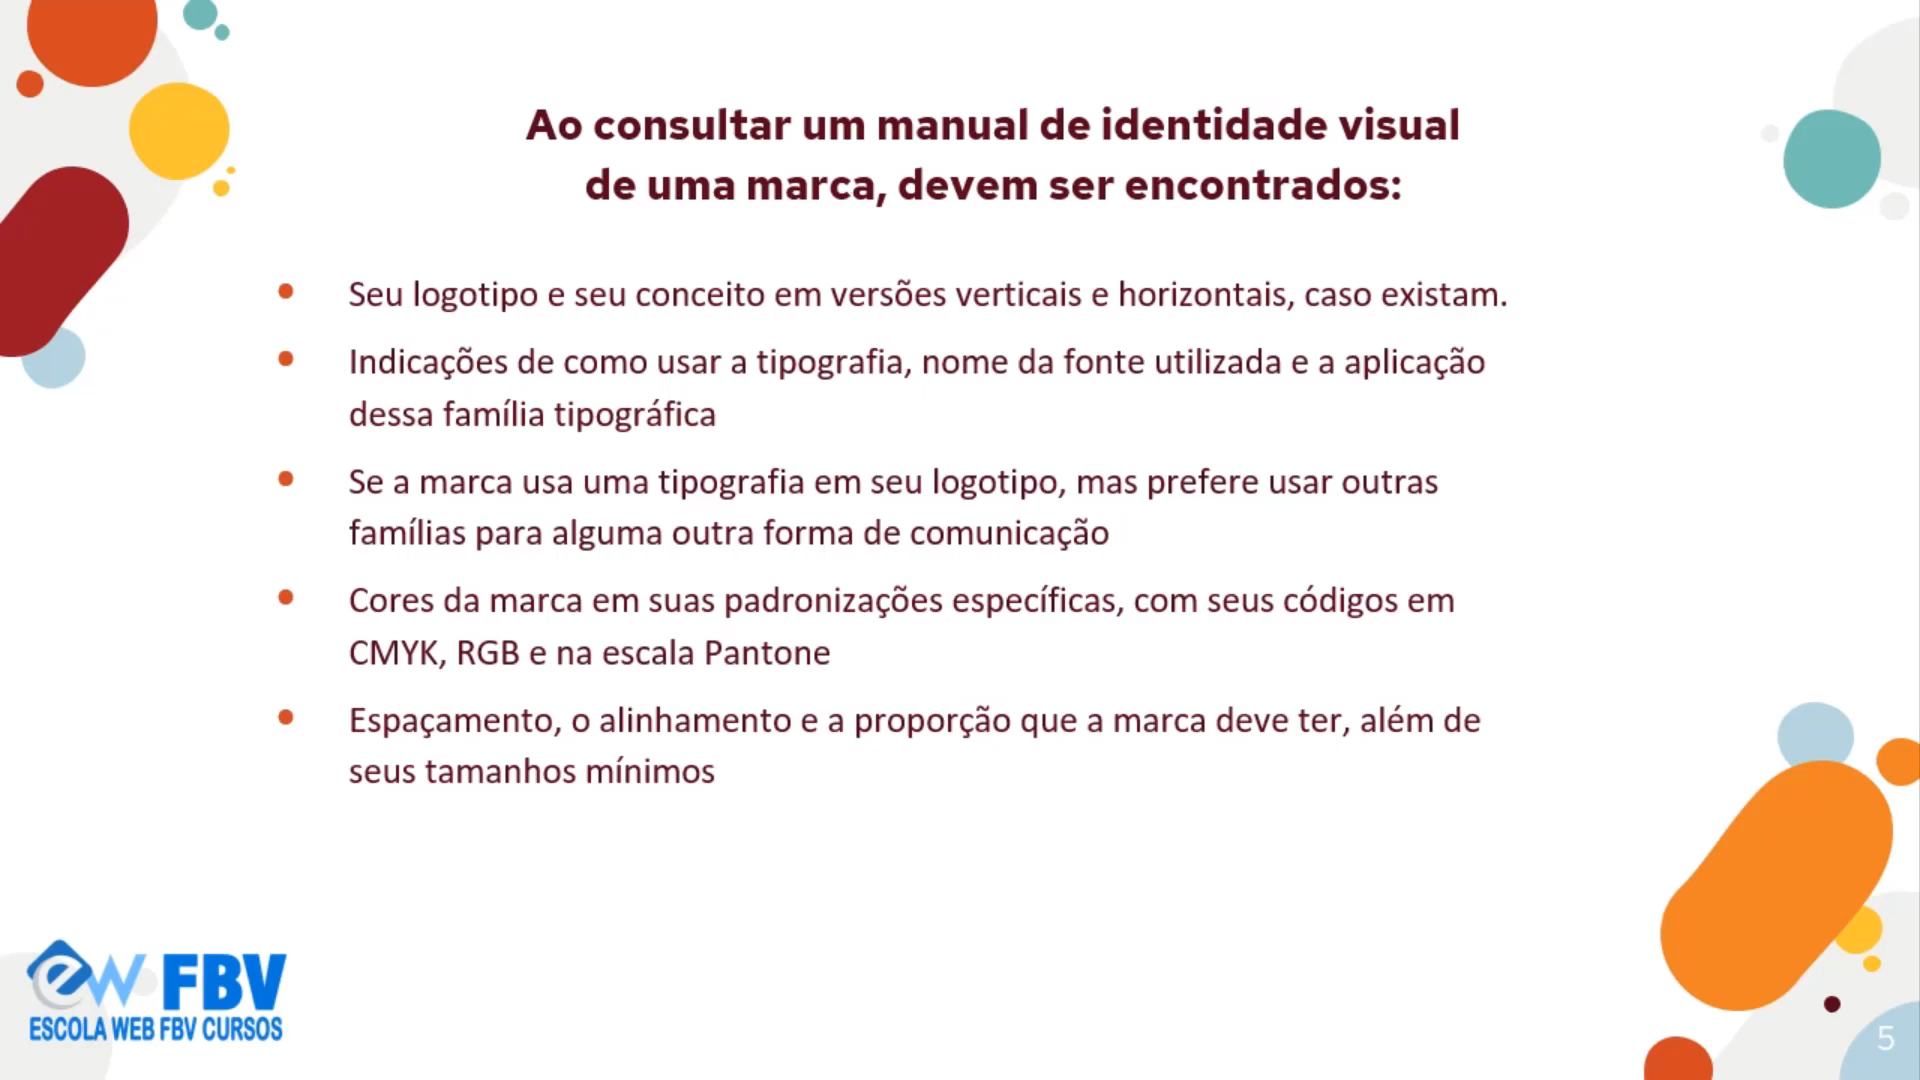 Ao consultar um manual de identidade visual
de uma marca, devem ser encontrados:
• Seu logotipo e seu conceito em versões verticais e horizontais, caso existam.
• Indicações de como usar a tipografia, nome da fonte utilizada e a aplicação
dessa família tipográfica
• Se a marca usa uma tipografia em seu logotipo, mas prefere usar outras
famílias para alguma outra forma de comunicação
• Cores da marca em suas padronizações específicas, com seus códigos em
CMYK, RGB e na escala Pantone
• Espaçamento, o alinhamento e a proporção que a marca deve ter, além de
seus tamanhos mínimos
ew FBV
ESCOLA WEB FBV CURSOS
5